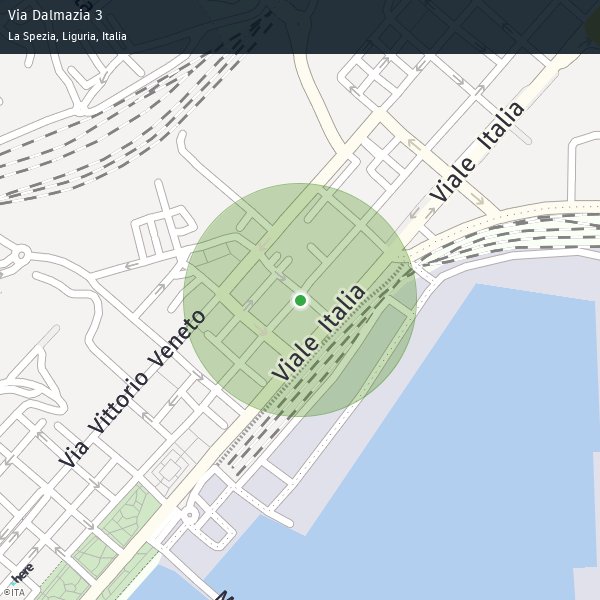 Via Dalmazia 3
La Spezia, Liguria, Italia
Viale Italia
Viale Italia
Via Vittorio Veneto
here
©ITA